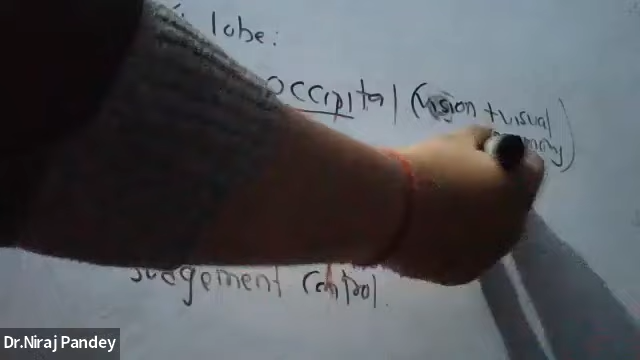 lobe:
occipital (vision + visual
Judgement Control.
Dr.Niraj Pandey